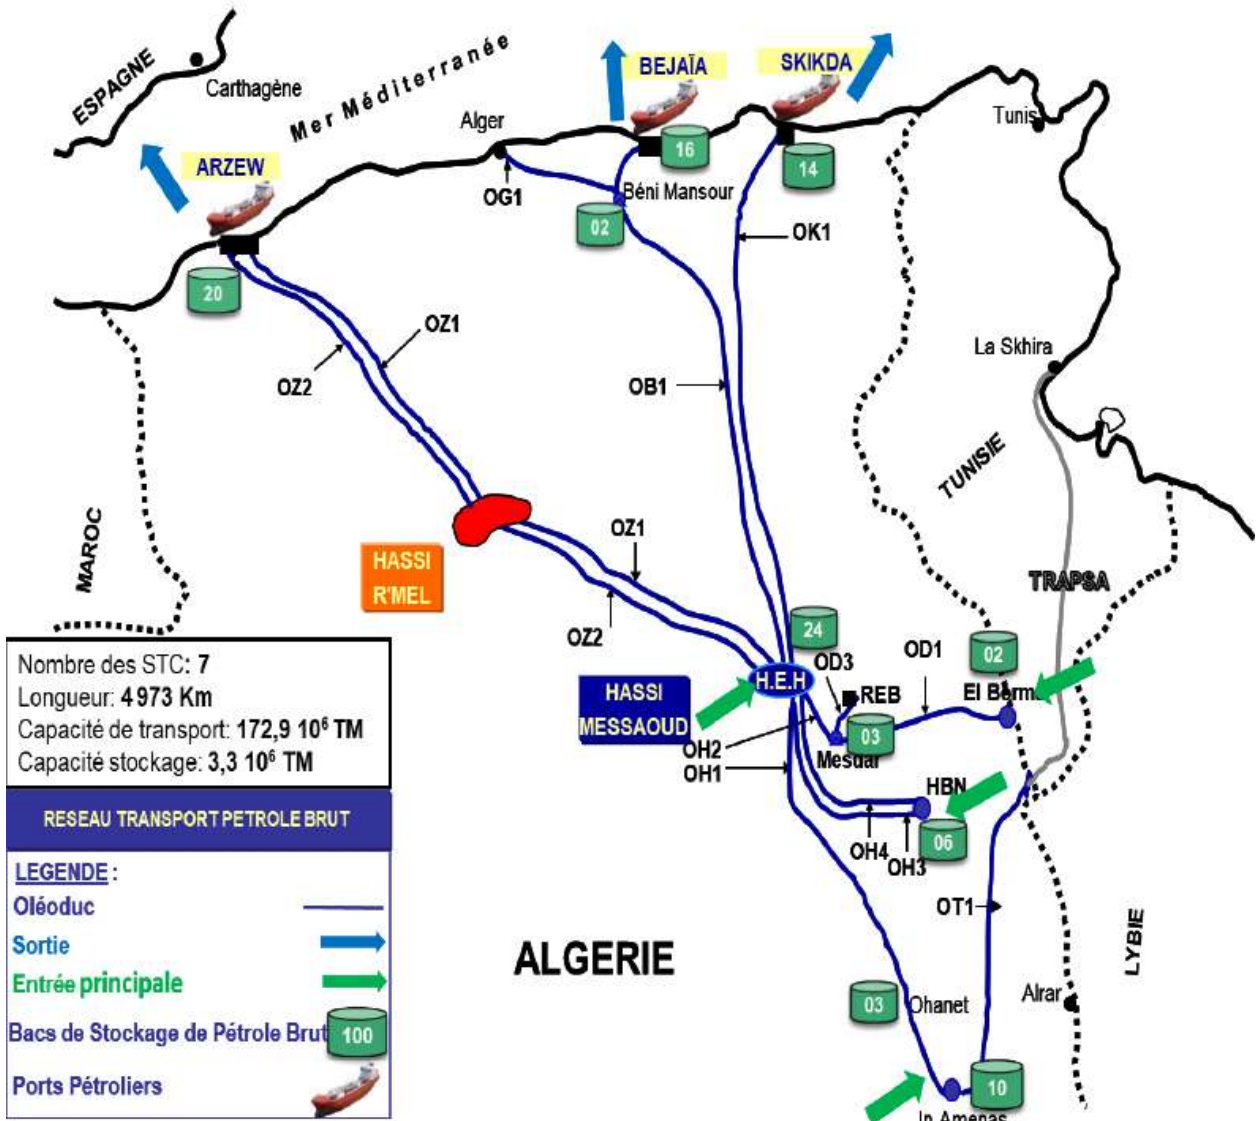 ESPAGNE
Carthagène
Mer Méditerranée
BEJAÏA
SKIKDA
Alger
Tunis
ARZEW
16
14
OG1
Béni Mansour
02
OK1
20
OZ1
OZ2
OB1
La Skhira
TUNISIE
MAROC
HASSI
R'MEL
OZ1
OZ2
TRAPSA
24
OD3
OD1
02
El Borma
H.E.H
REB
HASSI
MESSAOUD
OH2
OH1
03
Mesdar
HBN
06
OH4
OH3
OT1
LYBIE
ALGERIE
03
Ohanet
Alrar
10
In Amenas
Nombre des STC: 7
Longueur: 4 973 Km
Capacité de transport: 172,9 10⁶ TM
Capacité stockage: 3,3 10⁶ TM
RESEAU TRANSPORT PETROLE BRUT
LEGENDE :
Oléoduc
Sortie
Entrée principale
Bacs de Stockage de Pétrole Brut
100
Ports Pétroliers